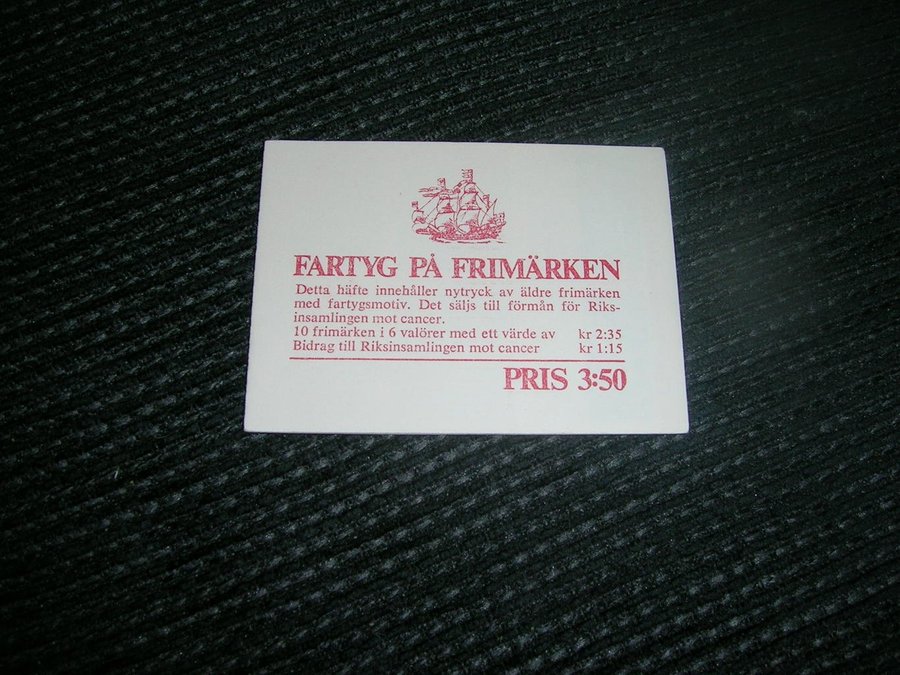 FARTYG PÅ FRIMÄRKEN
Detta häfte innehåller nytryck av äldre frimärken
med fartygsmotiv. Det säljs till förmån för Riks-
insamlingen mot cancer.
10 frimärken i 6 valörer med ett värde av kr 2:35
Bidrag till Riksinsamlingen mot cancer kr 1:15
PRIS 3:50